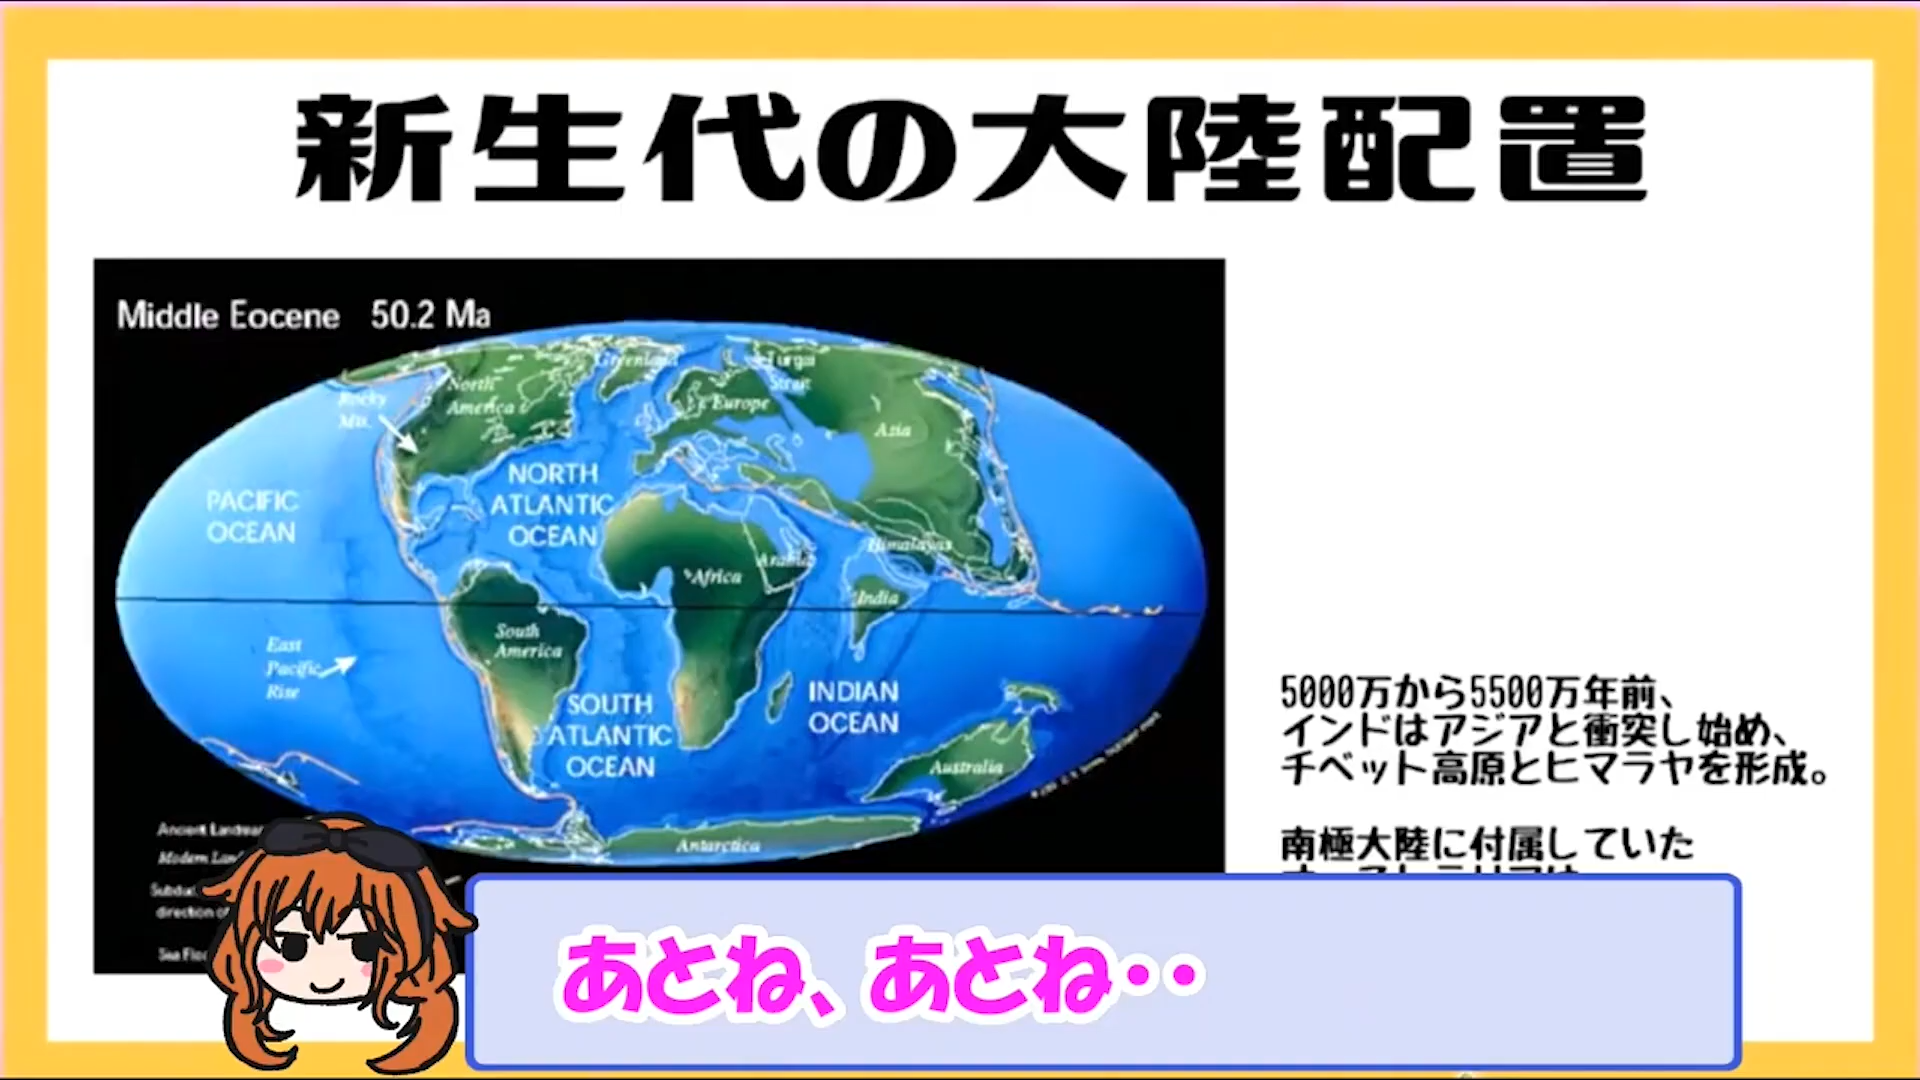 新生代の大陸配置
Middle Eocene 50.2 Ma
Greenland
Turgai
Strait
North
America
Rocky
Mts.
Europe
Asia
NORTH
ATLANTIC
OCEAN
PACIFIC
OCEAN
Himalayas
Arabia
Africa
India
South
America
East
Pacific
Rise
SOUTH
ATLANTIC
OCEAN
INDIAN
OCEAN
Australia
Antarctica
Ancient
Modern
direction of
5000万から5500万年前、
インドはアジアと衝突し始め、
チベット高原とヒマラヤを形成。
南極大陸に付属していた
あとね、あとね‥